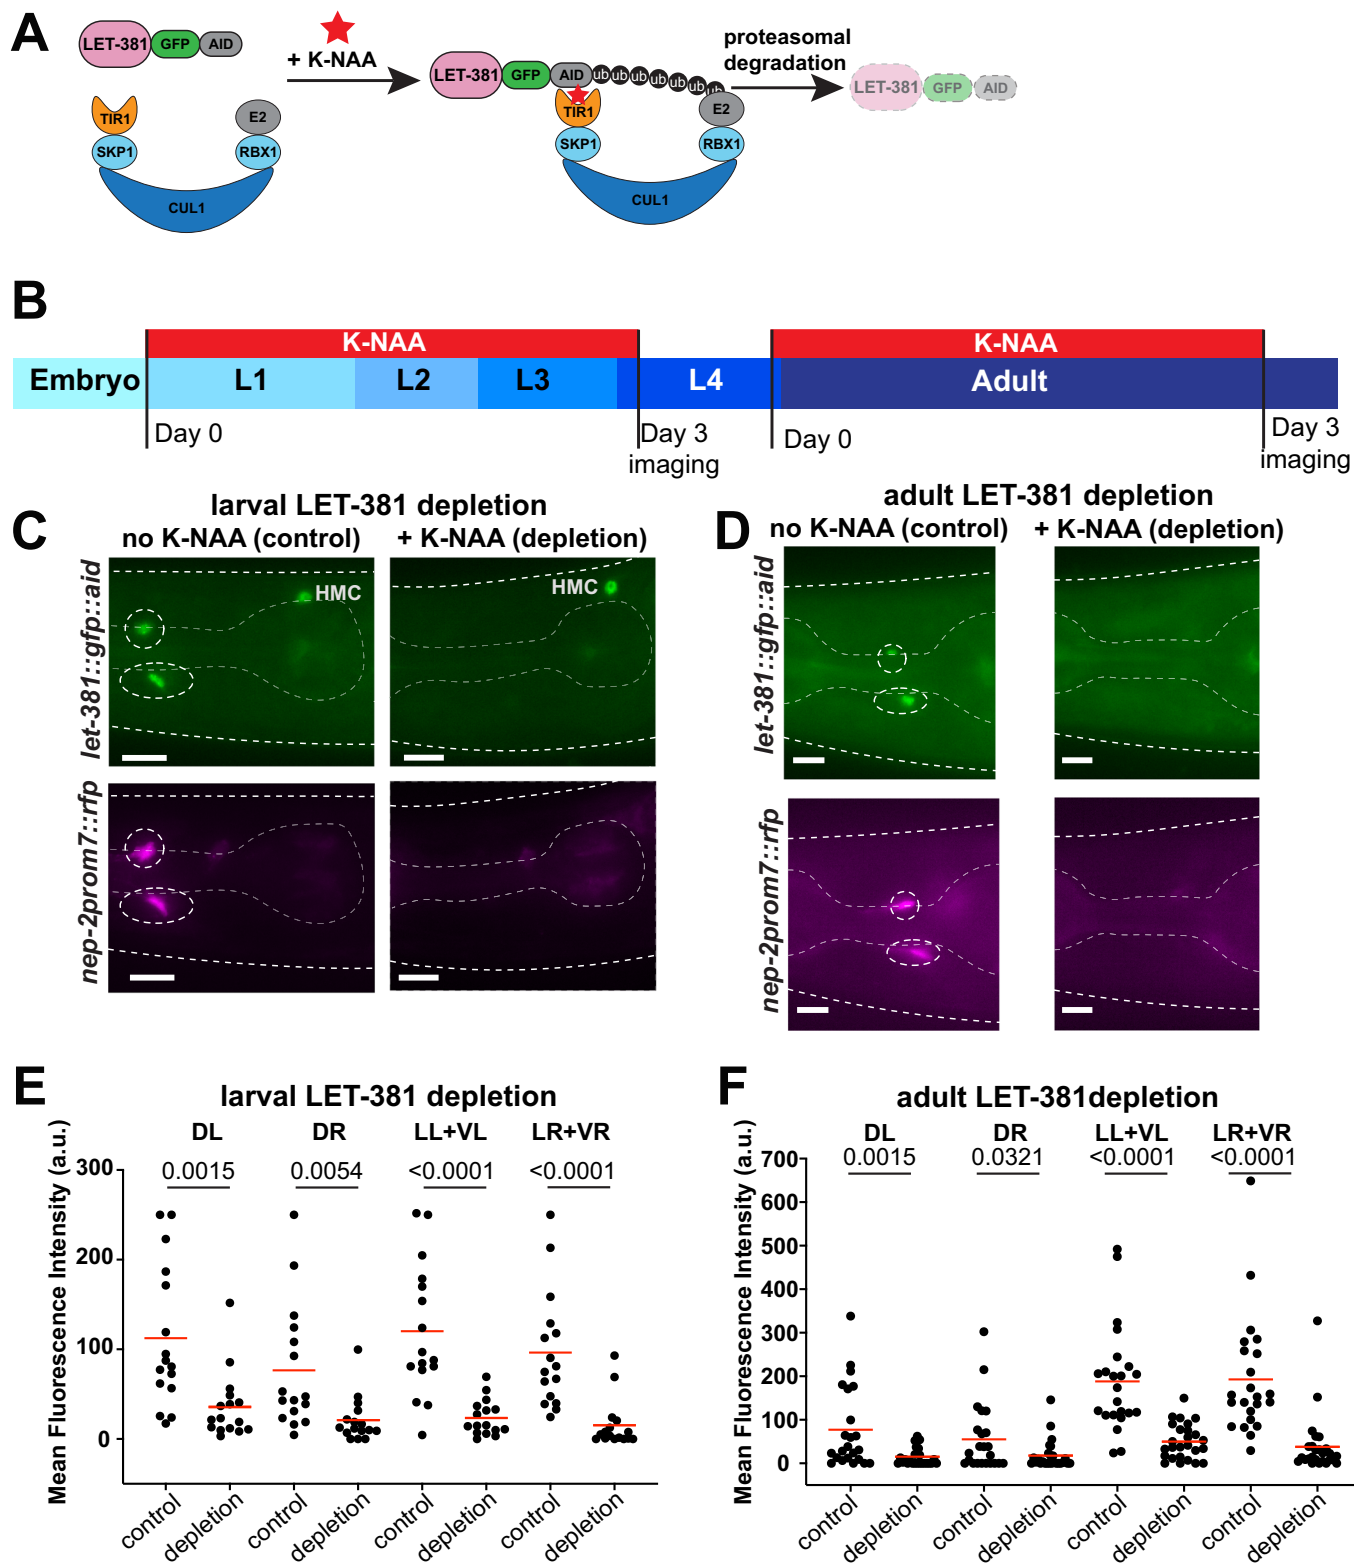 A
LET-381 GFP AID
+ K-NAA
LET-381 GFP AID ub ub ub ub ub ub ub
proteasomal
degradation
LET-381 GFP AID
TIR1 E2
SKP1 RBX1
CUL1
TIR1 E2
SKP1 RBX1
CUL1
B
K-NAA K-NAA
Embryo L1 L2 L3 L4 Adult
Day 0 Day 3 imaging Day 0 Day 3 imaging
C
larval LET-381 depletion
no K-NAA (control) + K-NAA (depletion)
let-381::gfp::aid
HMC HMC
nep-2prom7::rfp
D
adult LET-381 depletion
no K-NAA (control) + K-NAA (depletion)
let-381::gfp::aid
nep-2prom7::rfp
E
larval LET-381 depletion
DL DR LL+VL LR+VR
0.0015 0.0054 <0.0001 <0.0001
Mean Fluorescence Intensity (a.u.)
300
200
100
0
control depletion control depletion control depletion control depletion
F
adult LET-381depletion
DL DR LL+VL LR+VR
0.0015 0.0321 <0.0001 <0.0001
Mean Fluorescence Intensity (a.u.)
700
600
500
400
300
200
100
0
control depletion control depletion control depletion control depletion